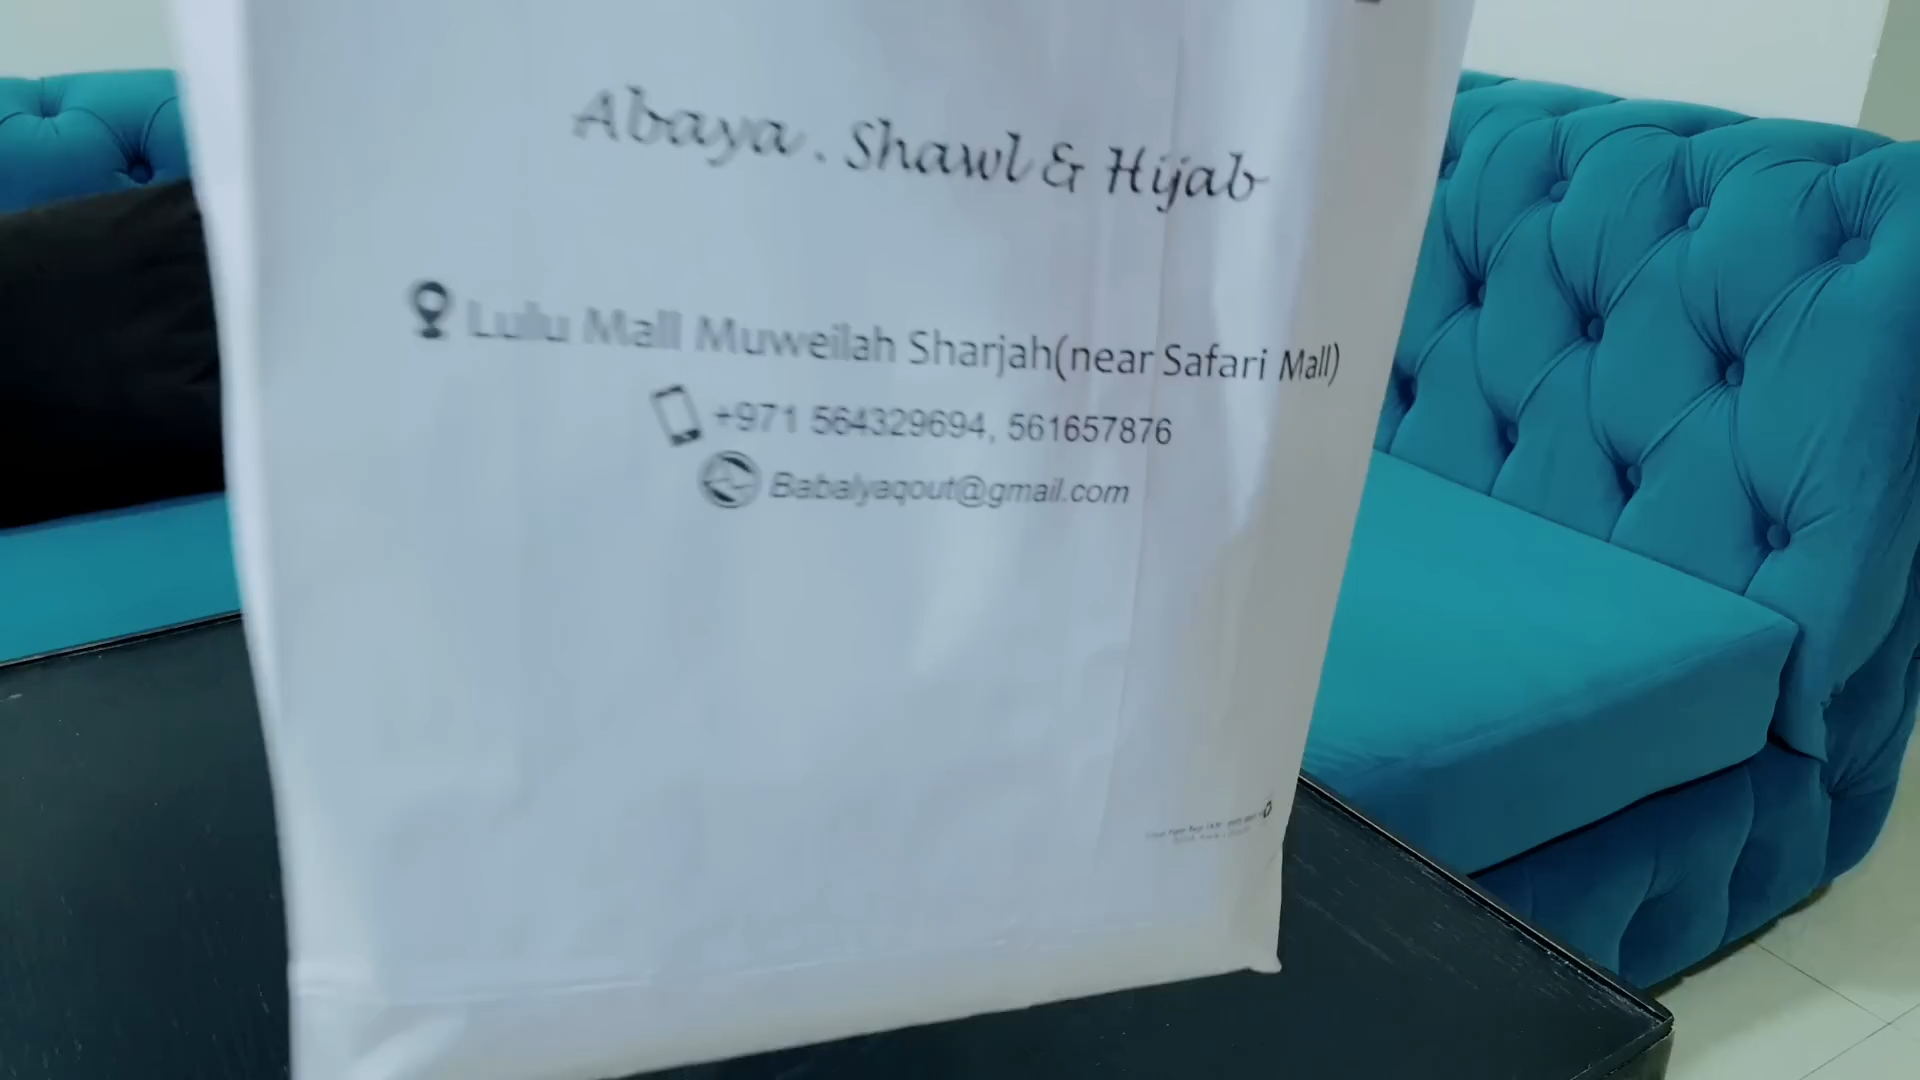 Abaya . Shawl & Hijab
Lulu Mall Muweilah Sharjah(near Safari Mall)
+971 564329694, 561657876
Babalyaqout@gmail.com